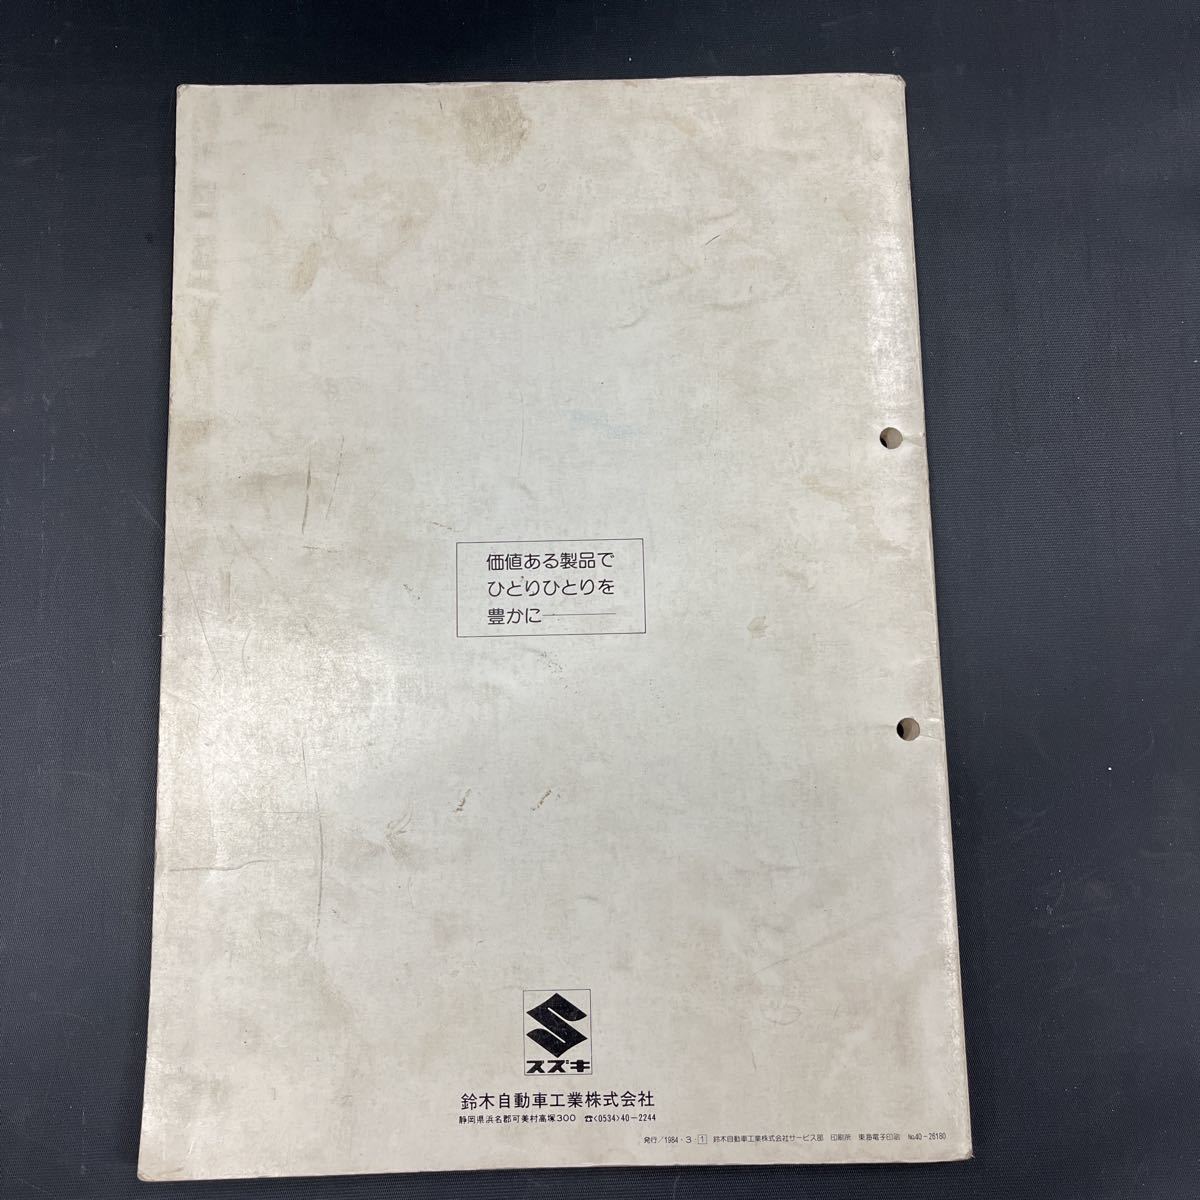 価値ある製品で
ひとりひとりを
豊かに————
スズキ
鈴木自動車工業株式会社
静岡県浜名郡可美村高塚300 ☎<0534>40-2244
発行/1984・3・1 鈴木自動車工業株式会社サービス部 印刷所 東海電子印刷 No.40-26180